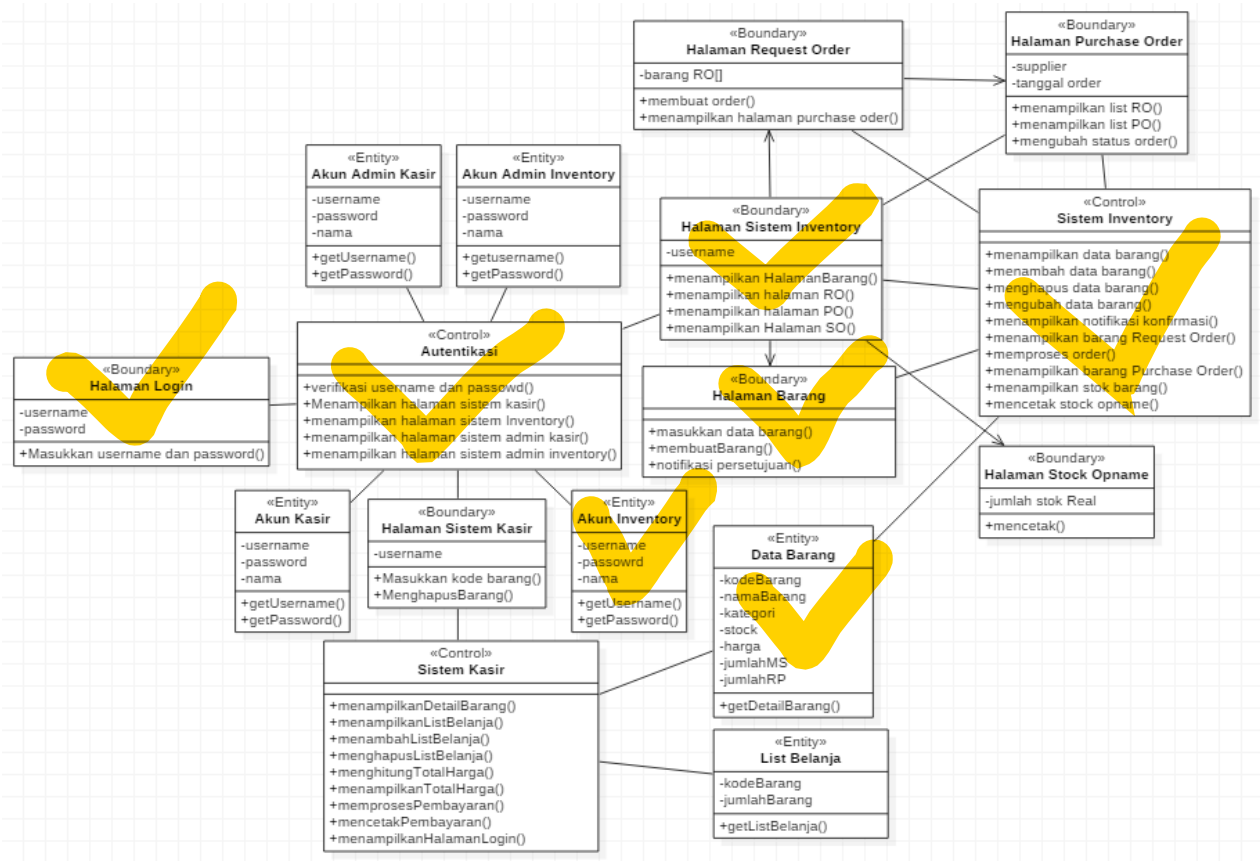 «Boundary»
Halaman Request Order
-barang RO[]
+membuat order()
+menampilkan halaman purchase oder()
«Boundary»
Halaman Purchase Order
-supplier
-tanggal order
+menampilkan list RO()
+menampilkan list PO()
+mengubah status order()
«Entity»
Akun Admin Kasir
-username
-password
-nama
+getUsername()
+getPassword()
«Entity»
Akun Admin Inventory
-username
-password
-nama
+getusername()
+getPassword()
«Boundary»
Halaman Sistem Inventory
-username
+menampilkan HalamanBarang()
+menampilkan halaman RO()
+menampilkan halaman PO()
+menampilkan Halaman SO()
«Control»
Sistem Inventory
+menampilkan data barang()
+menambah data barang()
+menghapus data barang()
+mengubah data barang()
+menampilkan notifikasi konfirmasi()
+menampilkan barang Request Order()
+memproses order()
+menampilkan barang Purchase Order()
+menampilkan stok barang()
+mencetak stock opname()
«Boundary»
Halaman Login
-username
-password
+Masukkan username dan password()
«Control»
Autentikasi
+verifikasi username dan passowd()
+Menampilkan halaman sistem kasir()
+menampilkan halaman sistem Inventory()
+menampilkan halaman sistem admin kasir()
+menampilkan halaman sistem admin inventory()
«Boundary»
Halaman Barang
+masukkan data barang()
+membuatBarang()
+notifikasi persetujuan()
«Boundary»
Halaman Stock Opname
-jumlah stok Real
+mencetak()
«Entity»
Akun Kasir
-username
-password
-nama
+getUsername()
+getPassword()
«Boundary»
Halaman Sistem Kasir
-username
+Masukkan kode barang()
+MenghapusBarang()
«Entity»
Akun Inventory
-username
-passowrd
-nama
+getUsername()
+getPassword()
«Entity»
Data Barang
-kodeBarang
-namaBarang
-kategori
-stock
-harga
-jumlahMS
-jumlahRP
+getDetailBarang()
«Control»
Sistem Kasir
+menampilkanDetailBarang()
+menampilkanListBelanja()
+menambahListBelanja()
+menghapusListBelanja()
+menghitungTotalHarga()
+menampilkanTotalHarga()
+memprosesPembayaran()
+mencetakPembayaran()
+menampilkanHalamanLogin()
«Entity»
List Belanja
-kodeBarang
-jumlahBarang
+getListBelanja()